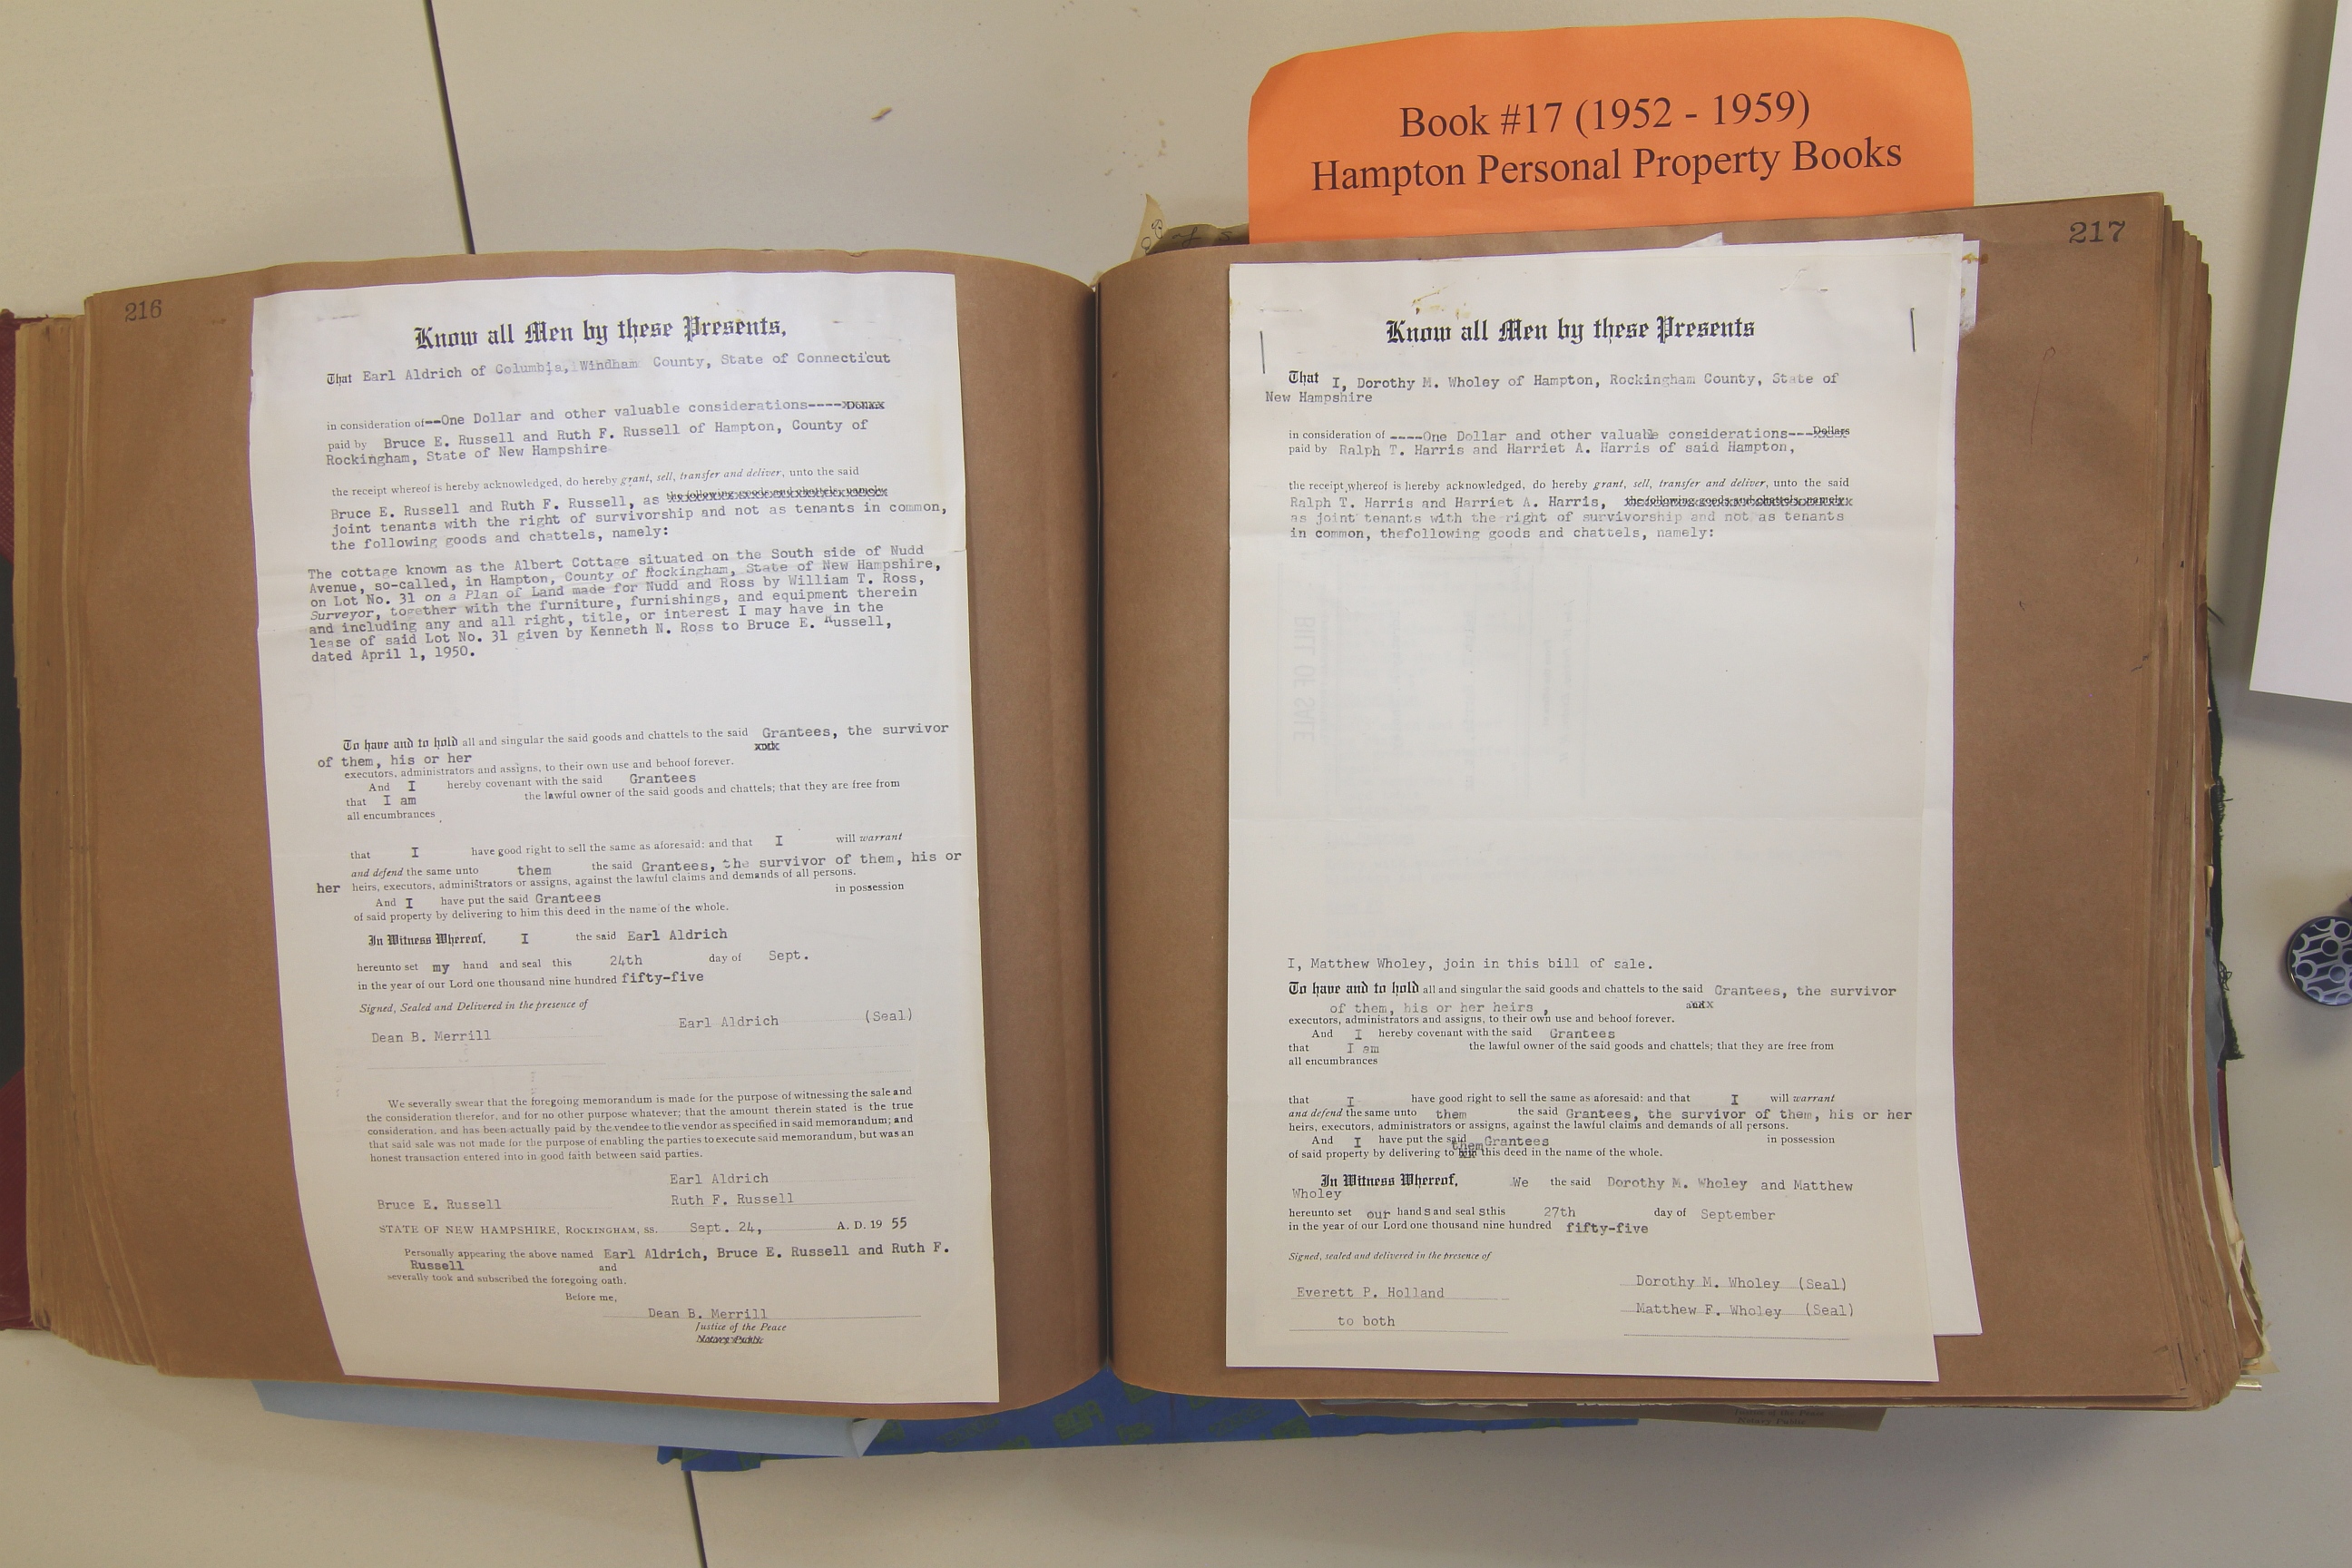 Book #17 (1952 - 1959)
Hampton Personal Property Books
216
Know all Men by these Presents,
That Earl Aldrich of Columbia, Windham County, State of Connecticut
in consideration of--One Dollar and other valuable considerations----
paid by Bruce E. Russell and Ruth F. Russell of Hampton, County of
Rockingham, State of New Hampshire
the receipt whereof is hereby acknowledged, do hereby grant, sell, transfer and deliver, unto the said
Bruce E. Russell and Ruth F. Russell, as the following goods and chattels, namely
joint tenants with the right of survivorship and not as tenants in common,
the following goods and chattels, namely:
The cottage known as the Albert Cottage situated on the South side of Nudd
Avenue, so-called, in Hampton, County of Rockingham, State of New Hampshire,
on Lot No. 31 on a Plan of Land made for Nudd and Ross by William T. Ross,
Surveyor, together with the furniture, furnishings, and equipment therein
and including any and all right, title, or interest I may have in the
lease of said Lot No. 31 given by Kenneth N. Ross to Bruce E. Russell,
dated April 1, 1950.
To have and to hold all and singular the said goods and chattels to the said Grantees, the survivor
of them, his or her
executors, administrators and assigns, to their own use and behoof forever.
And I hereby covenant with the said Grantees
that I am the lawful owner of the said goods and chattels; that they are free from
all encumbrances
that I have good right to sell the same as aforesaid: and that I will warrant
and defend the same unto them the said Grantees, the survivor of them, his or
her heirs, executors, administrators or assigns, against the lawful claims and demands of all persons.
And I have put the said Grantees in possession
of said property by delivering to him this deed in the name of the whole.
In Witness Whereof, I the said Earl Aldrich
hereunto set my hand and seal this 24th day of Sept.
in the year of our Lord one thousand nine hundred fifty-five
Signed, Sealed and Delivered in the presence of
Earl Aldrich (Seal)
Dean B. Merrill
We severally swear that the foregoing memorandum is made for the purpose of witnessing the sale and
the consideration therefor, and for no other purpose whatever; that the amount therein stated is the true
consideration, and has been actually paid by the vendee to the vendor as specified in said memorandum; and
that said sale was not made for the purpose of enabling the parties to execute said memorandum, but was an
honest transaction entered into in good faith between said parties.
Earl Aldrich
Bruce E. Russell Ruth F. Russell
STATE OF NEW HAMPSHIRE, ROCKINGHAM, SS. Sept. 24, A. D. 19 55
Personally appearing the above named Earl Aldrich, Bruce E. Russell and Ruth F.
Russell and
severally took and subscribed the foregoing oath.
Before me,
Dean B. Merrill
Justice of the Peace
Notary Public
217
Know all Men by these Presents
That I, Dorothy M. Wholey of Hampton, Rockingham County, State of
New Hampshire
in consideration of ----One Dollar and other valuable considerations---Dollars
paid by Ralph T. Harris and Harriet A. Harris of said Hampton,
the receipt whereof is hereby acknowledged, do hereby grant, sell, transfer and deliver, unto the said
Ralph T. Harris and Harriet A. Harris, the following goods and chattels, namely
as joint tenants with the right of survivorship and not as tenants
in common, thefollowing goods and chattels, namely:
BILL OF SALE
I, Matthew Wholey, join in this bill of sale.
To have and to hold all and singular the said goods and chattels to the said Grantees, the survivor
of them, his or her heirs ,
executors, administrators and assigns, to their own use and behoof forever.
And I hereby covenant with the said Grantees
that I am the lawful owner of the said goods and chattels; that they are free from
all encumbrances
that I have good right to sell the same as aforesaid: and that I will warrant
and defend the same unto them the said Grantees, the survivor of them, his or her
heirs, executors, administrators or assigns, against the lawful claims and demands of all persons.
And I have put the said Grantees in possession
of said property by delivering to them this deed in the name of the whole.
In Witness Whereof, We the said Dorothy M. Wholey and Matthew
Wholey
hereunto set our hands and seal sthis 27th day of September
in the year of our Lord one thousand nine hundred fifty-five
Signed, sealed and delivered in the presence of
Dorothy M. Wholey (Seal)
Everett P. Holland
Matthew F. Wholey (Seal)
to both
Justice of the Peace
Notary Public